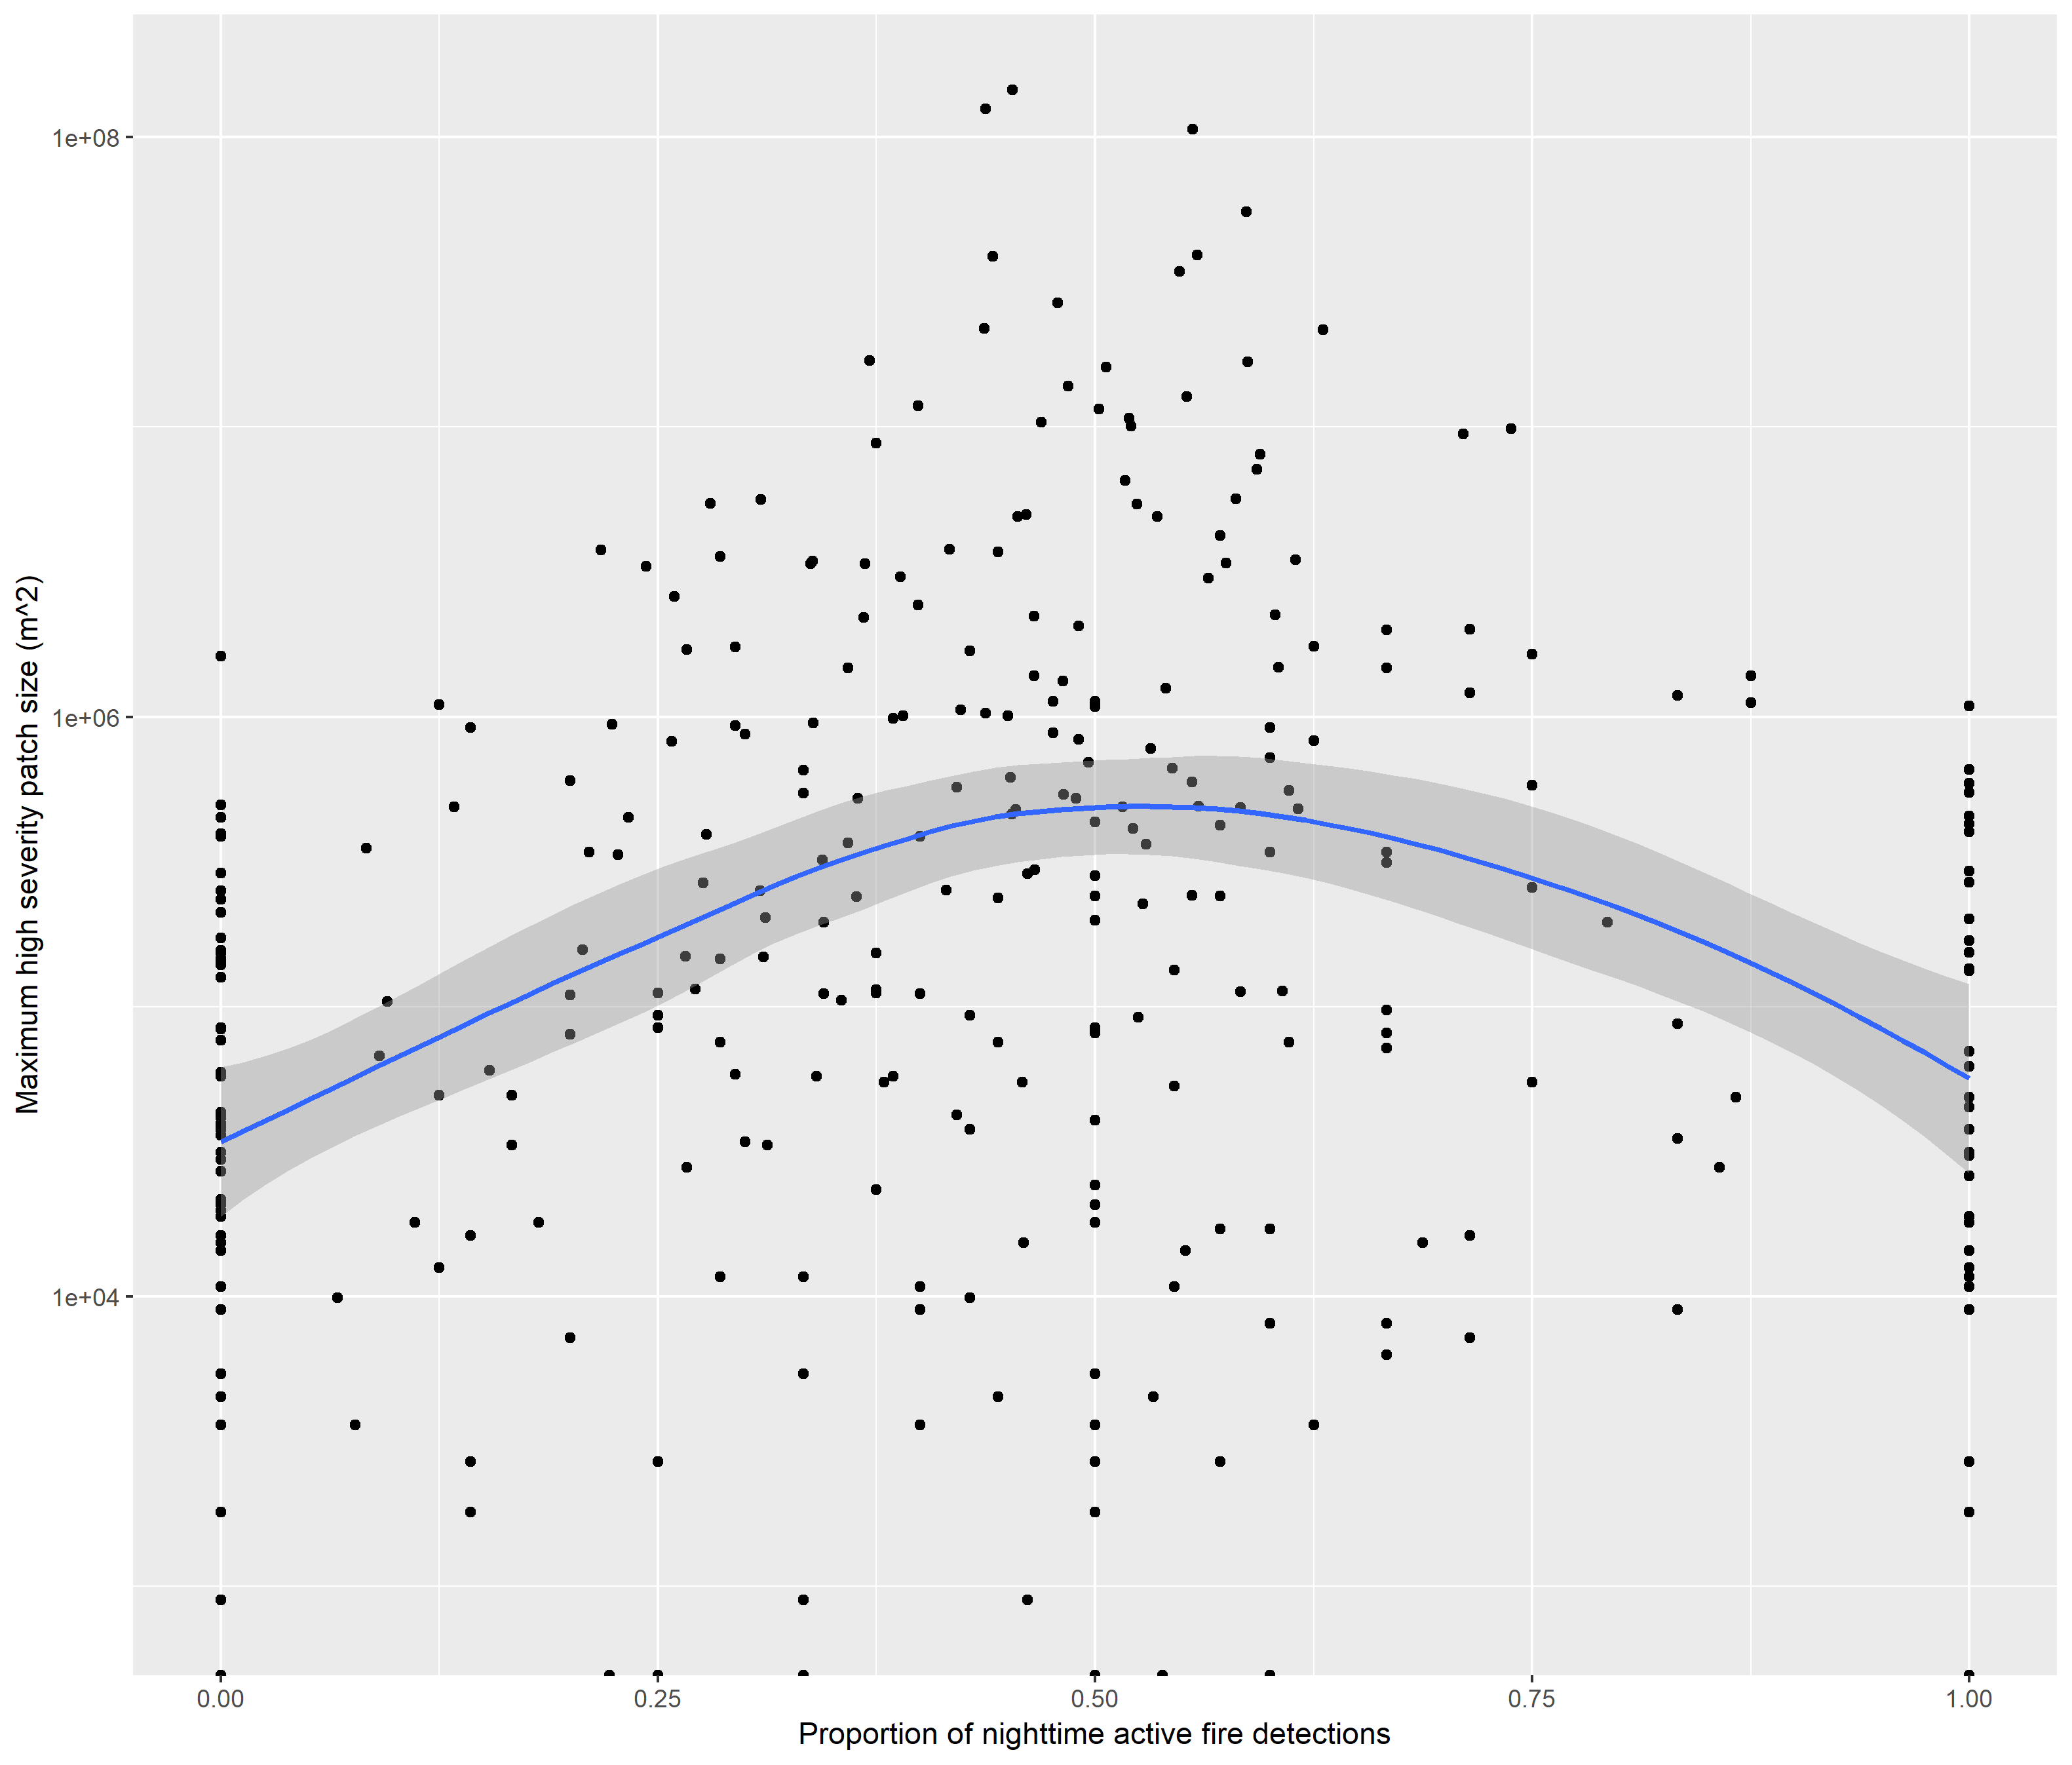 Maximum high severity patch size (m^2)
1e+08
1e+06
1e+04
0.00 0.25 0.50 0.75 1.00
Proportion of nighttime active fire detections